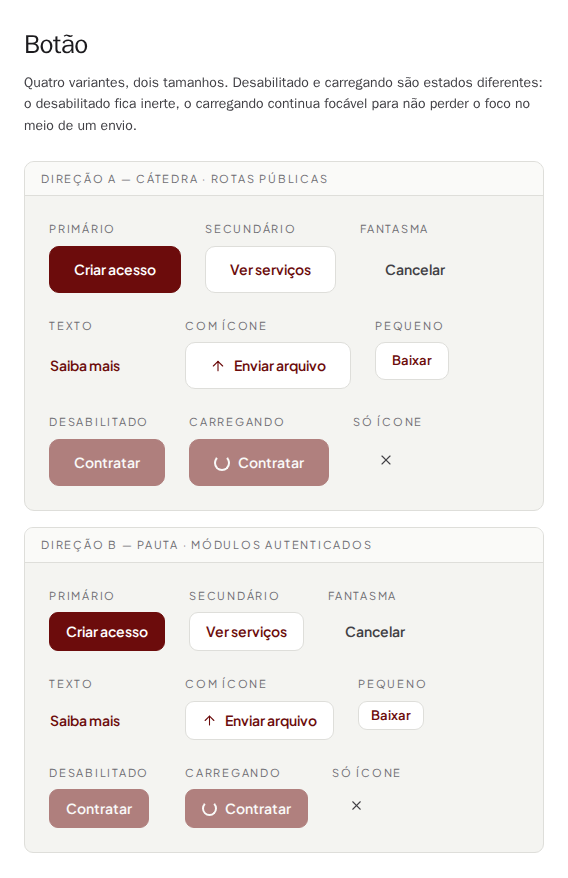 Botão
Quatro variantes, dois tamanhos. Desabilitado e carregando são estados diferentes:
o desabilitado fica inerte, o carregando continua focável para não perder o foco no
meio de um envio.
DIREÇÃO A — CÁTEDRA · ROTAS PÚBLICAS
PRIMÁRIO SECUNDÁRIO FANTASMA
Criar acesso Ver serviços Cancelar
TEXTO COM ÍCONE PEQUENO
Saiba mais Enviar arquivo Baixar
DESABILITADO CARREGANDO SÓ ÍCONE
Contratar Contratar
DIREÇÃO B — PAUTA · MÓDULOS AUTENTICADOS
PRIMÁRIO SECUNDÁRIO FANTASMA
Criar acesso Ver serviços Cancelar
TEXTO COM ÍCONE PEQUENO
Saiba mais Enviar arquivo Baixar
DESABILITADO CARREGANDO SÓ ÍCONE
Contratar Contratar